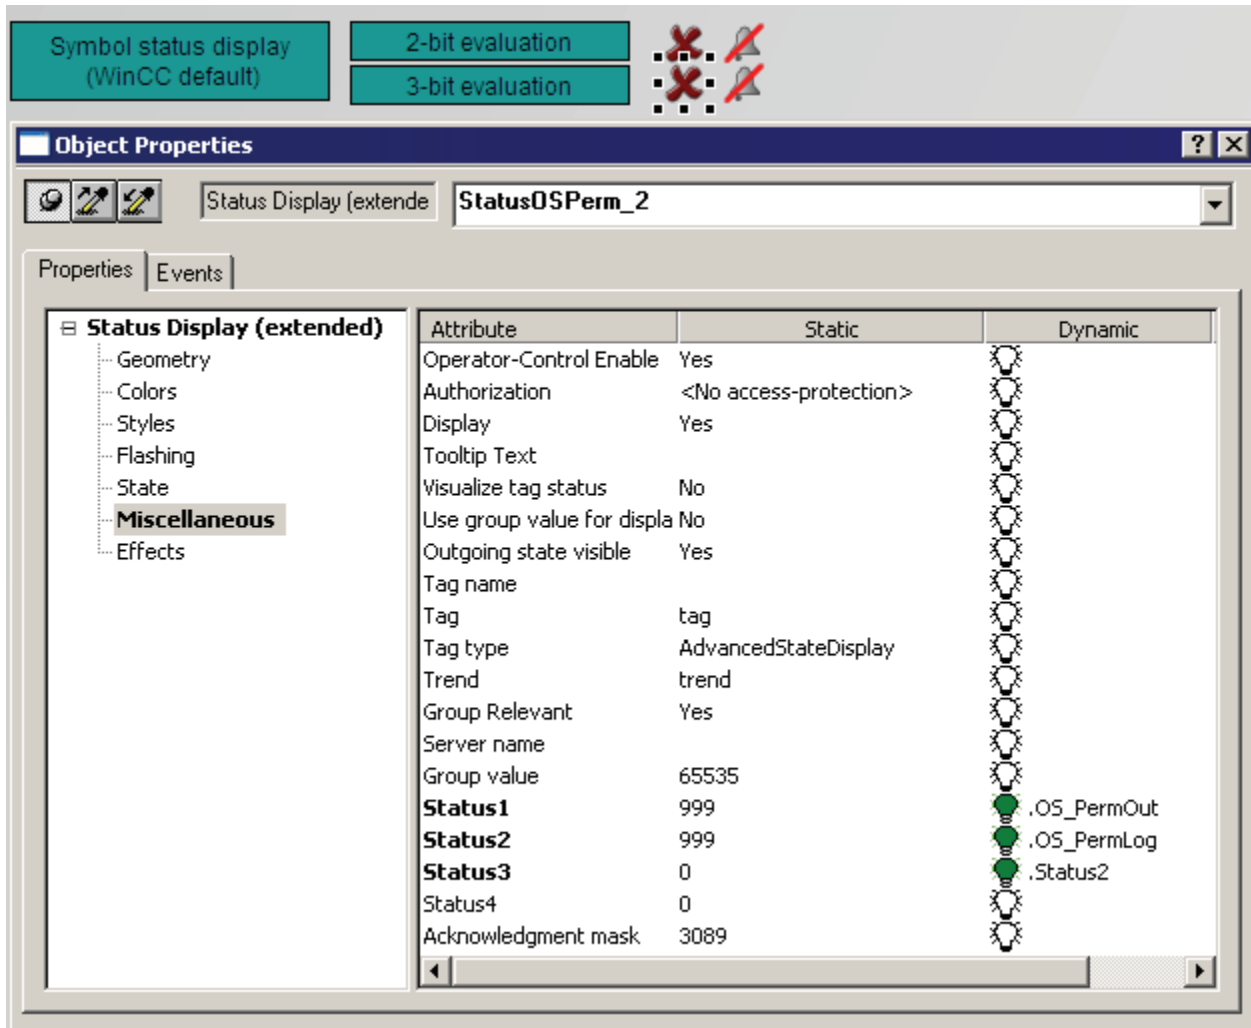 Symbol status display
(WinCC default)
2-bit evaluation
3-bit evaluation
Object Properties
Status Display (extende StatusOSPerm_2
Properties Events
Status Display (extended)
Geometry
Colors
Styles
Flashing
State
Miscellaneous
Effects
Attribute Static Dynamic
Operator-Control Enable Yes
Authorization <No access-protection>
Display Yes
Tooltip Text
Visualize tag status No
Use group value for displa No
Outgoing state visible Yes
Tag name
Tag tag
Tag type AdvancedStateDisplay
Trend trend
Group Relevant Yes
Server name
Group value 65535
Status1 999 .OS_PermOut
Status2 999 .OS_PermLog
Status3 0 .Status2
Status4 0
Acknowledgment mask 3089